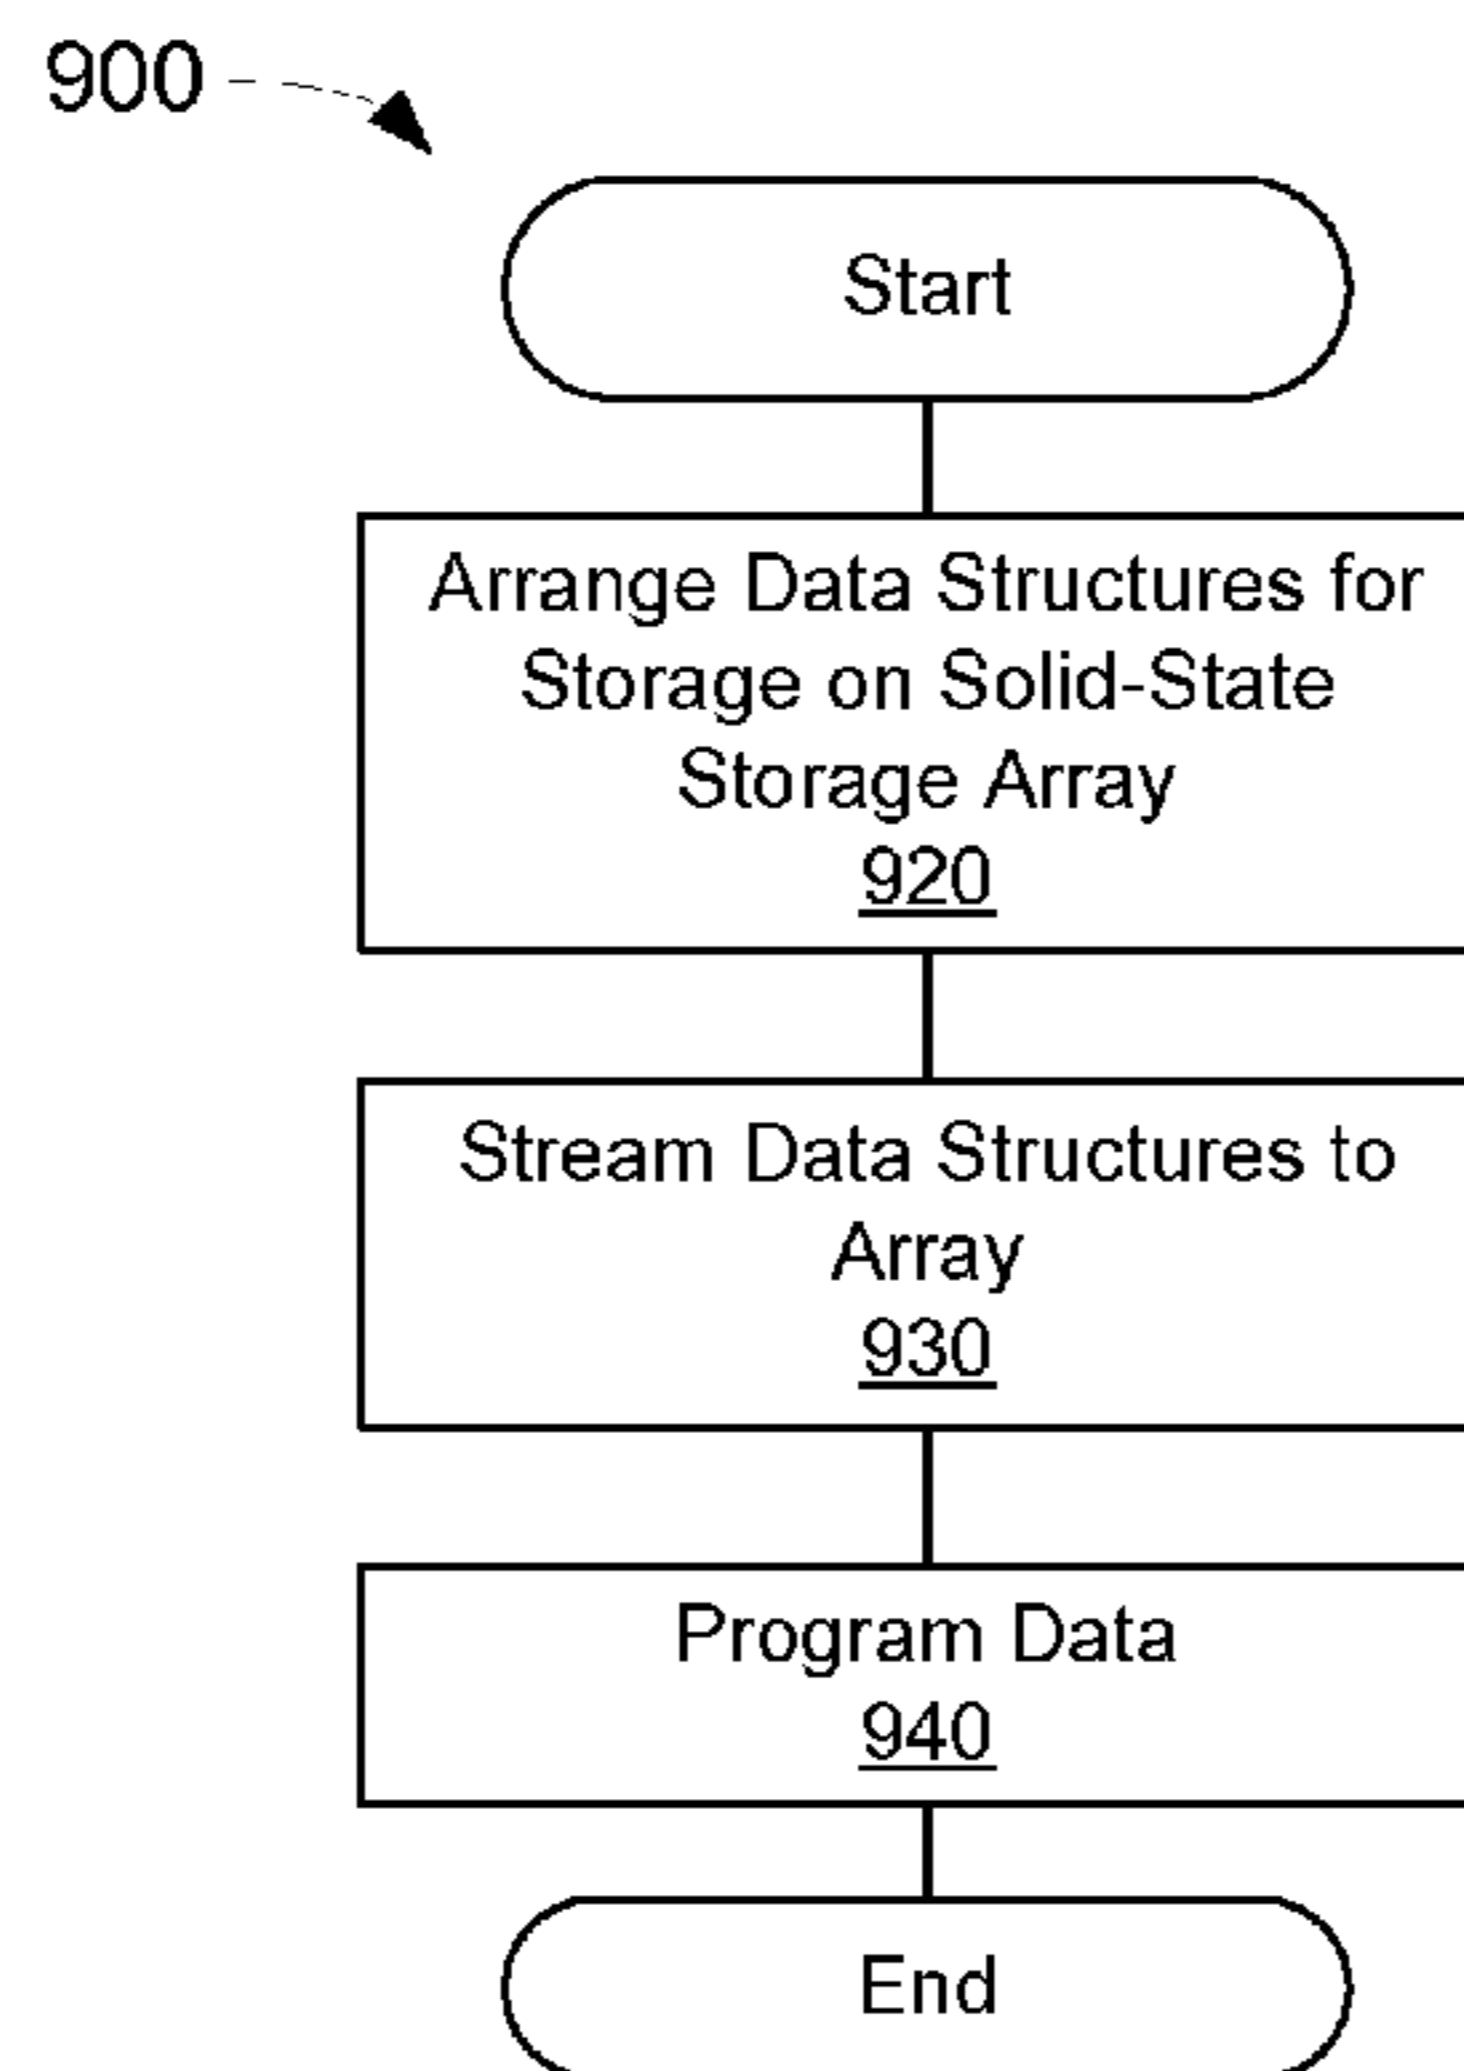 900
Start
Arrange Data Structures for
Storage on Solid-State
Storage Array
920
Stream Data Structures to
Array
930
Program Data
940
End